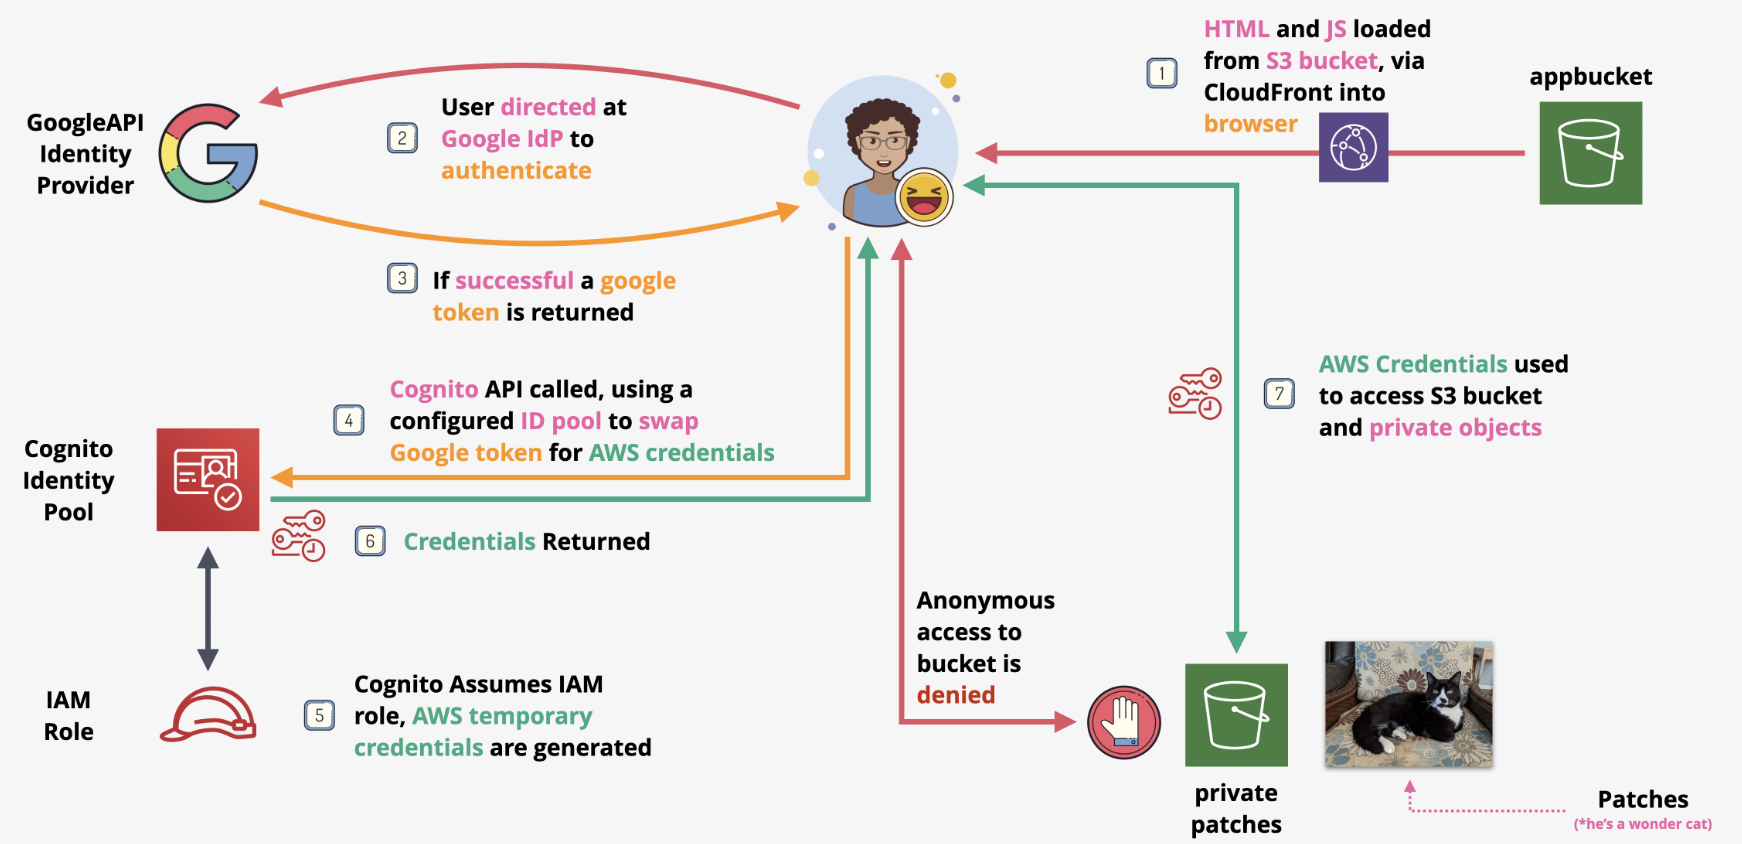 1
HTML and JS loaded
from S3 bucket, via
CloudFront into
browser
appbucket
GoogleAPI
Identity
Provider
2
User directed at
Google IdP to
authenticate
3
If successful a google
token is returned
4
Cognito API called, using a
configured ID pool to swap
Google token for AWS credentials
Cognito
Identity
Pool
6
Credentials Returned
7
AWS Credentials used
to access S3 bucket
and private objects
IAM
Role
5
Cognito Assumes IAM
role, AWS temporary
credentials are generated
Anonymous
access to
bucket is
denied
private
patches
Patches
(*he's a wonder cat)